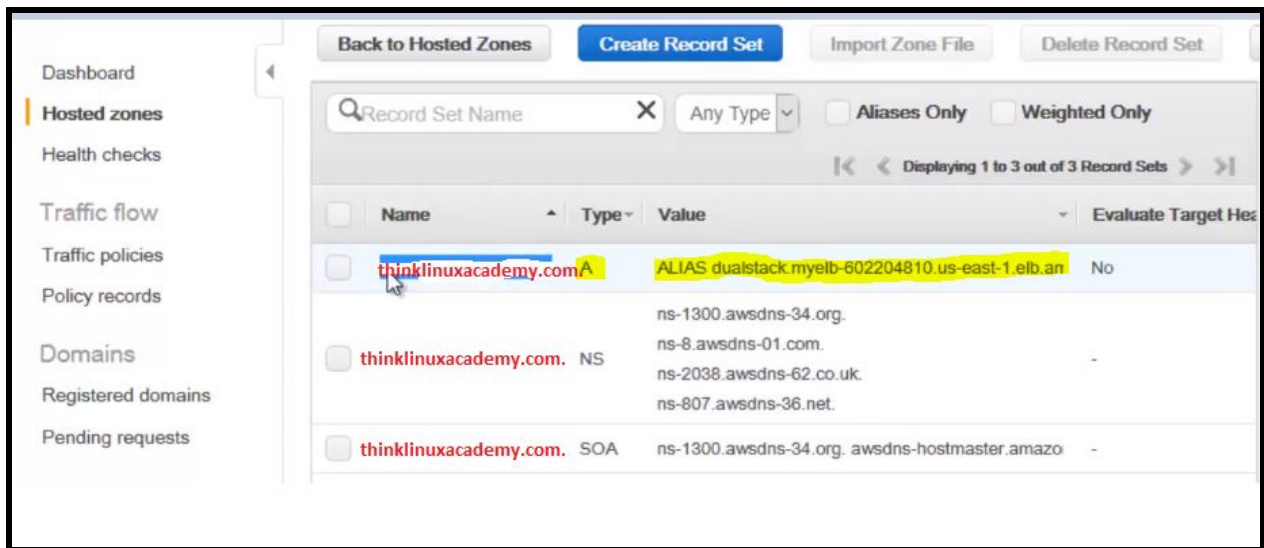 Back to Hosted Zones Create Record Set Import Zone File Delete Record Set
Dashboard
Hosted zones
Health checks
Traffic flow
Traffic policies
Policy records
Domains
Registered domains
Pending requests
Record Set Name Any Type Aliases Only Weighted Only
Displaying 1 to 3 out of 3 Record Sets
Name Type Value Evaluate Target Hea
thinklinuxacademy.com. A ALIAS dualstack.myelb-602204810.us-east-1.elb.am No
thinklinuxacademy.com. NS ns-1300.awsdns-34.org. -
ns-8.awsdns-01.com.
ns-2038.awsdns-62.co.uk.
ns-807.awsdns-36.net.
thinklinuxacademy.com. SOA ns-1300.awsdns-34.org. awsdns-hostmaster.amazo -